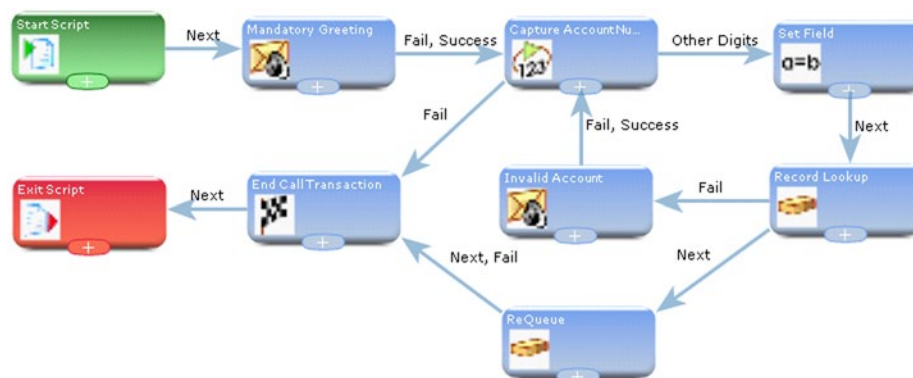 Start Script
Next
Mandatory Greeting
Fail, Success
Capture AccountNu...
123
Other Digits
Set Field
a=b
Fail
Fail, Success
Next
Exit Script
Next
End CallTransaction
Invalid Account
Fail
Record Lookup
Next, Fail
Next
ReQueue